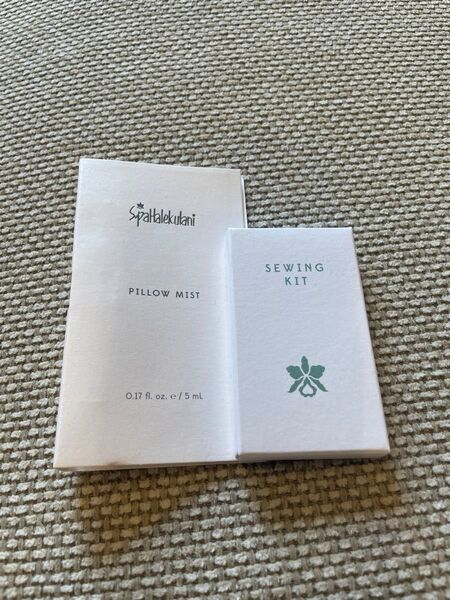 SpaHalekulani
PILLOW MIST
0.17 fl. oz. ℮ / 5 mL
SEWING
KIT